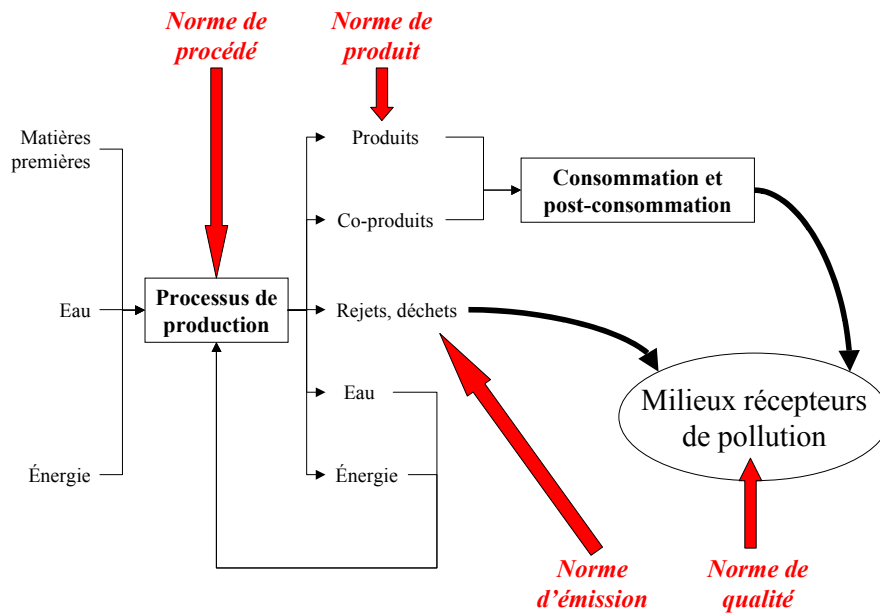 Norme de
procédé
Norme de
produit
Matières
premières
Produits
Consommation et
post-consommation
Co-produits
Eau
Processus de
production
Rejets, déchets
Eau
Milieux récepteurs
de pollution
Énergie
Énergie
Norme
d’émission
Norme de
qualité